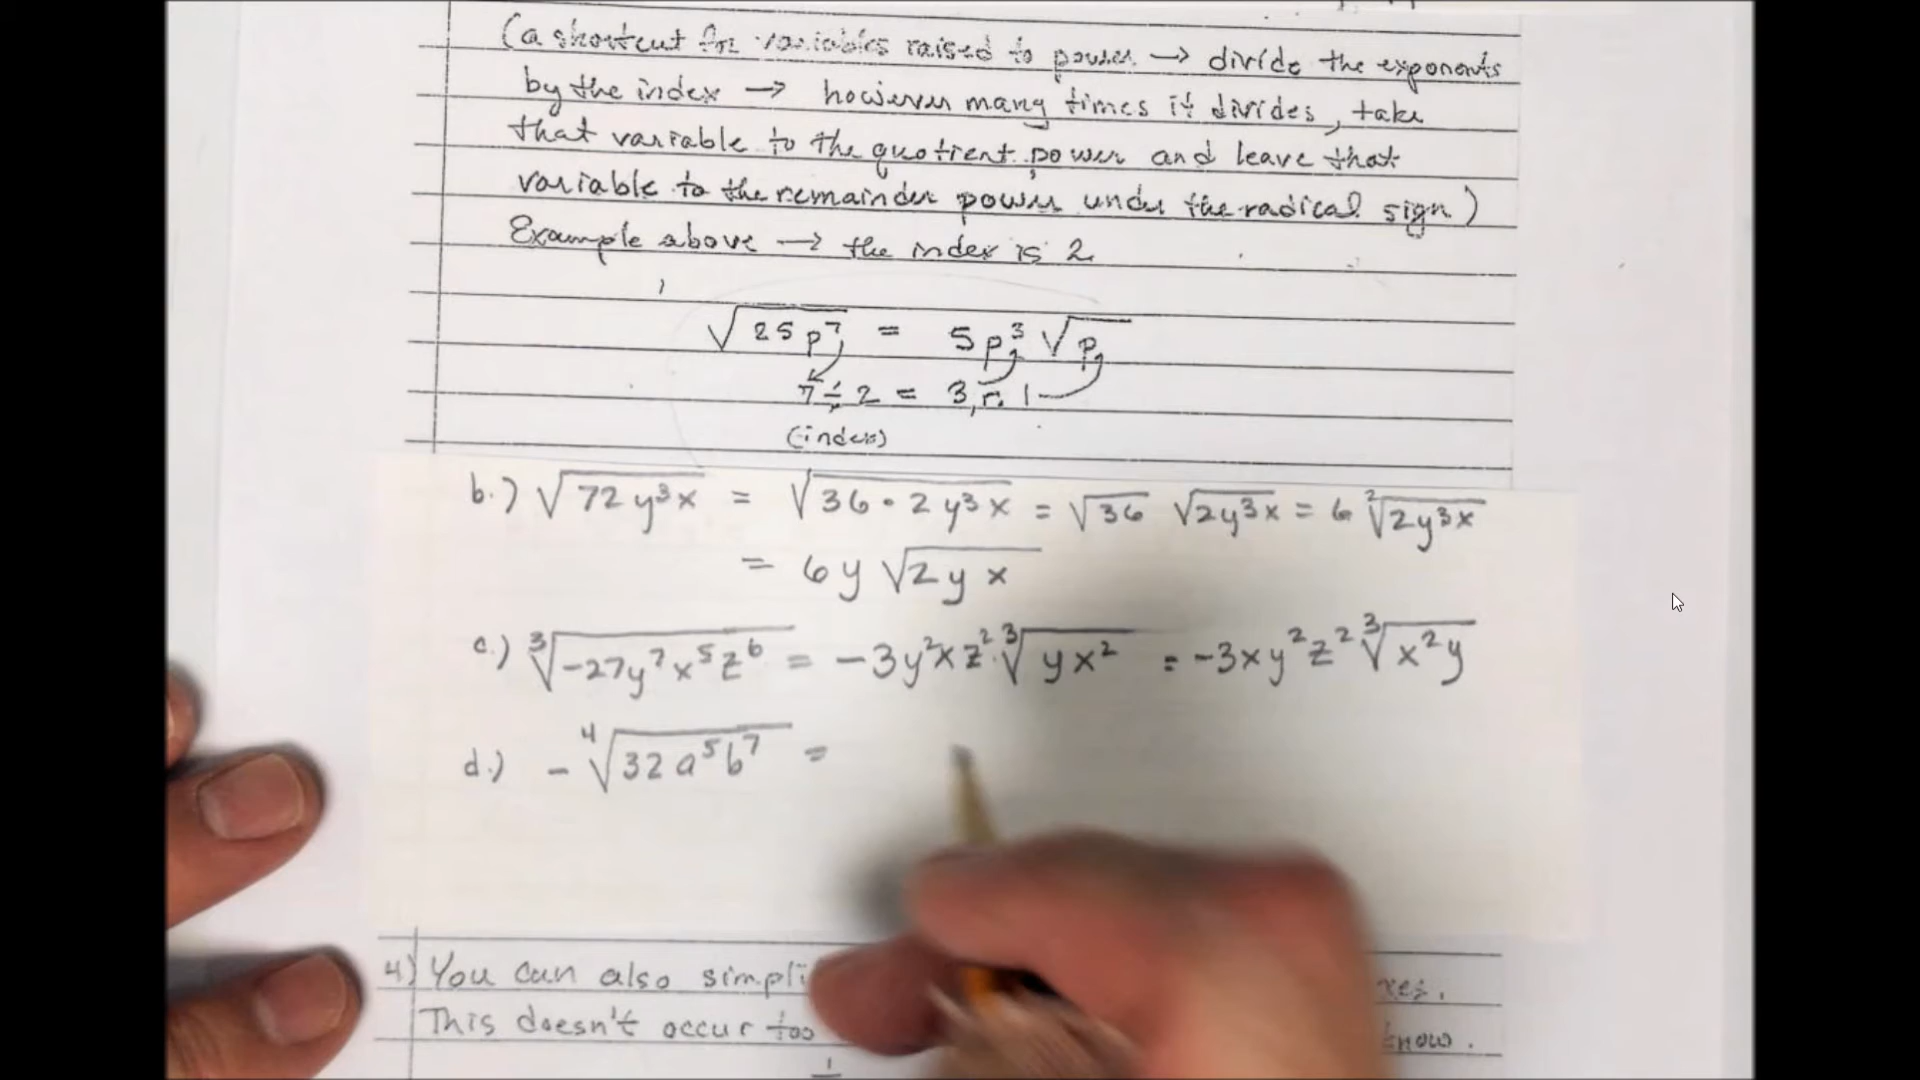 (a shortcut for variables raised to power → divide the exponents
by the index → however many times it divides, take
that variable to the quotient power and leave that
variable to the remainder power under the radical sign)
Example above → the index is 2
√25p⁷ = 5p³ √p
7 ÷ 2 = 3, r. 1
(index)
b.) √72y³x = √36 · 2y³x = √36 √2y³x = 6 ²√2y³x
= 6y √2yx
c.) ³√-27y⁷x⁵z⁶ = -3y²xz² · ³√yx² = -3xy²z² ³√x²y
d.) - ⁴√32a⁵b⁷ =
4) You can also simpli xes.
This doesn't occur too know.